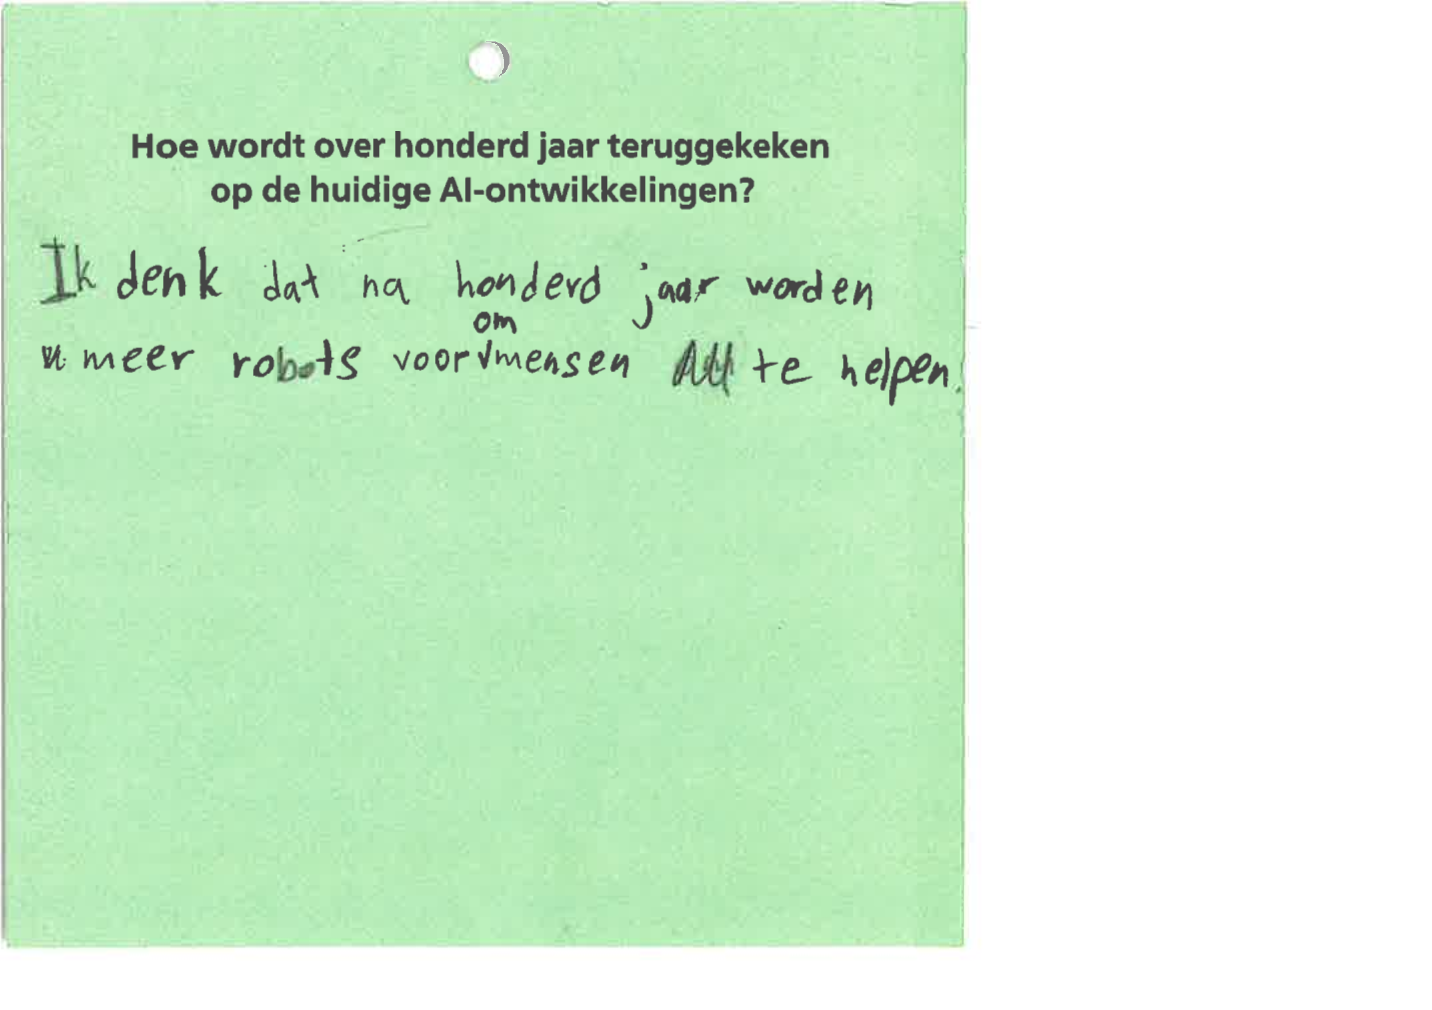 Hoe wordt over honderd jaar teruggekeken
op de huidige AI-ontwikkelingen?
Ik denk dat na honderd jaar worden
om
meer robots voor mensen te helpen.